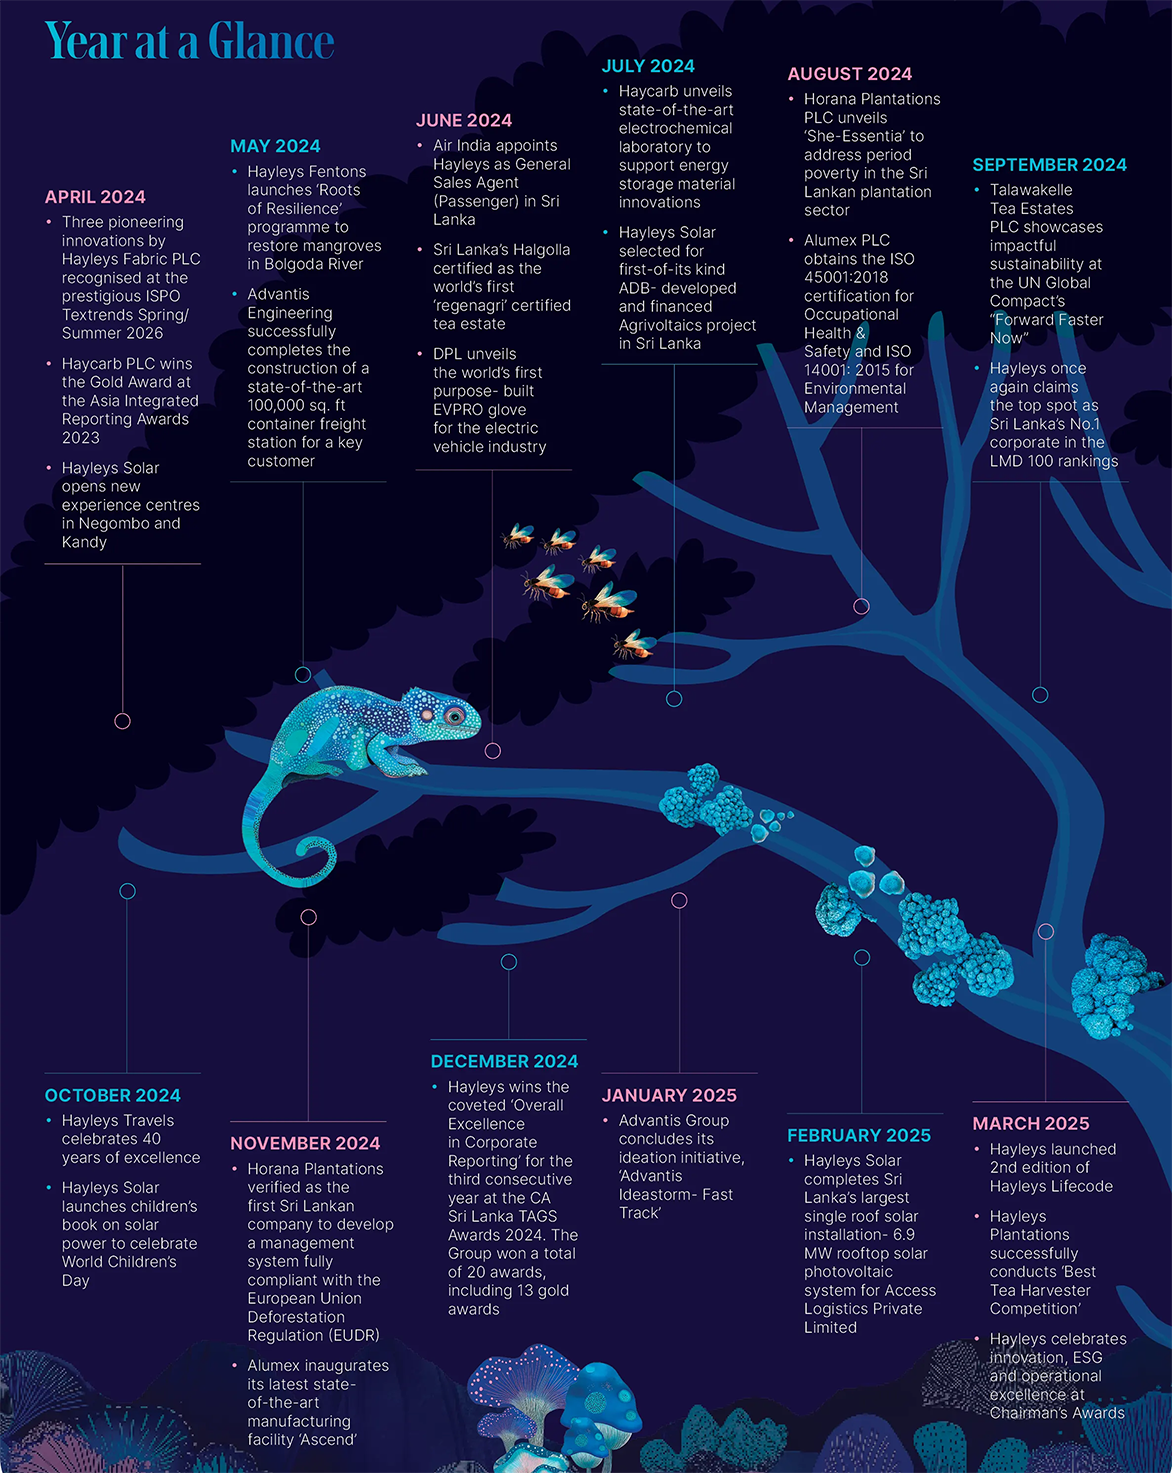 Year at a Glance
APRIL 2024
• Three pioneering
innovations by
Hayleys Fabric PLC
recognised at the
prestigious ISPO
Textrends Spring/
Summer 2026
• Haycarb PLC wins
the Gold Award at
the Asia Integrated
Reporting Awards
2023
• Hayleys Solar
opens new
experience centres
in Negombo and
Kandy
MAY 2024
• Hayleys Fentons
launches ‘Roots
of Resilience’
programme to
restore mangroves
in Bolgoda River
• Advantis
Engineering
successfully
completes the
construction of a
state-of-the-art
100,000 sq. ft
container freight
station for a key
customer
JUNE 2024
• Air India appoints
Hayleys as General
Sales Agent
(Passenger) in Sri
Lanka
• Sri Lanka’s Halgolla
certified as the
world’s first
‘regenagri’ certified
tea estate
• DPL unveils
the world’s first
purpose- built
EVPRO glove
for the electric
vehicle industry
JULY 2024
• Haycarb unveils
state-of-the-art
electrochemical
laboratory to
support energy
storage material
innovations
• Hayleys Solar
selected for
first-of-its kind
ADB- developed
and financed
Agrivoltaics project
in Sri Lanka
AUGUST 2024
• Horana Plantations
PLC unveils
‘She-Essentia’ to
address period
poverty in the Sri
Lankan plantation
sector
• Alumex PLC
obtains the ISO
45001:2018
certification for
Occupational
Health &
Safety and ISO
14001: 2015 for
Environmental
Management
SEPTEMBER 2024
• Talawakelle
Tea Estates
PLC showcases
impactful
sustainability at
the UN Global
Compact’s
“Forward Faster
Now”
• Hayleys once
again claims
the top spot as
Sri Lanka’s No.1
corporate in the
LMD 100 rankings
OCTOBER 2024
• Hayleys Travels
celebrates 40
years of excellence
• Hayleys Solar
launches children’s
book on solar
power to celebrate
World Children’s
Day
NOVEMBER 2024
• Horana Plantations
verified as the
first Sri Lankan
company to develop
a management
system fully
compliant with the
European Union
Deforestation
Regulation (EUDR)
• Alumex inaugurates
its latest state-
of-the-art
manufacturing
facility ‘Ascend’
DECEMBER 2024
• Hayleys wins the
coveted ‘Overall
Excellence
in Corporate
Reporting’ for the
third consecutive
year at the CA
Sri Lanka TAGS
Awards 2024. The
Group won a total
of 20 awards,
including 13 gold
awards
JANUARY 2025
• Advantis Group
concludes its
ideation initiative,
‘Advantis
Ideastorm- Fast
Track’
FEBRUARY 2025
• Hayleys Solar
completes Sri
Lanka’s largest
single roof solar
installation- 6.9
MW rooftop solar
photovoltaic
system for Access
Logistics Private
Limited
MARCH 2025
• Hayleys launched
2nd edition of
Hayleys Lifecode
• Hayleys
Plantations
successfully
conducts ‘Best
Tea Harvester
Competition’
• Hayleys celebrates
innovation, ESG
and operational
excellence at
Chairman’s Awards